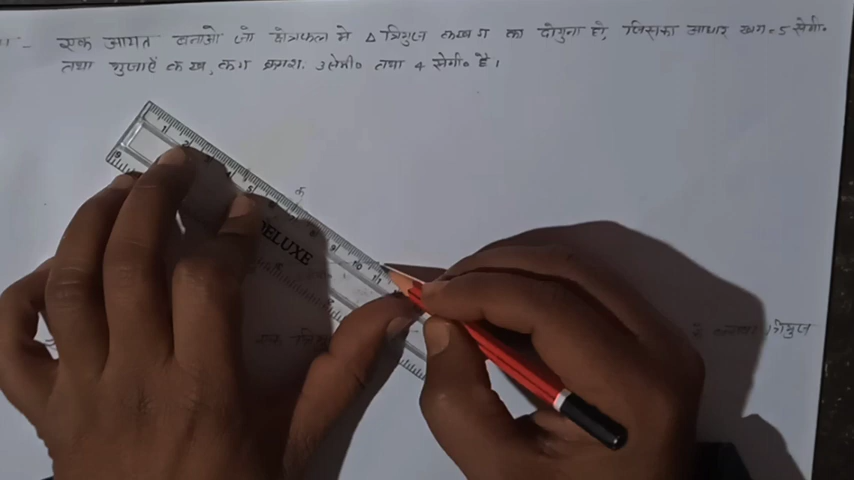 एक आयत बनाओ जो क्षेत्रफल मे △ त्रिभुज कखग का दोगुना हो, जिसका आधार खग = 5 सेमी०
तथा भुजाऐं कख, कग क्रमश. 3सेमी० तथा 4 सेमी० है।
क
DELUXE
त्रिभुज